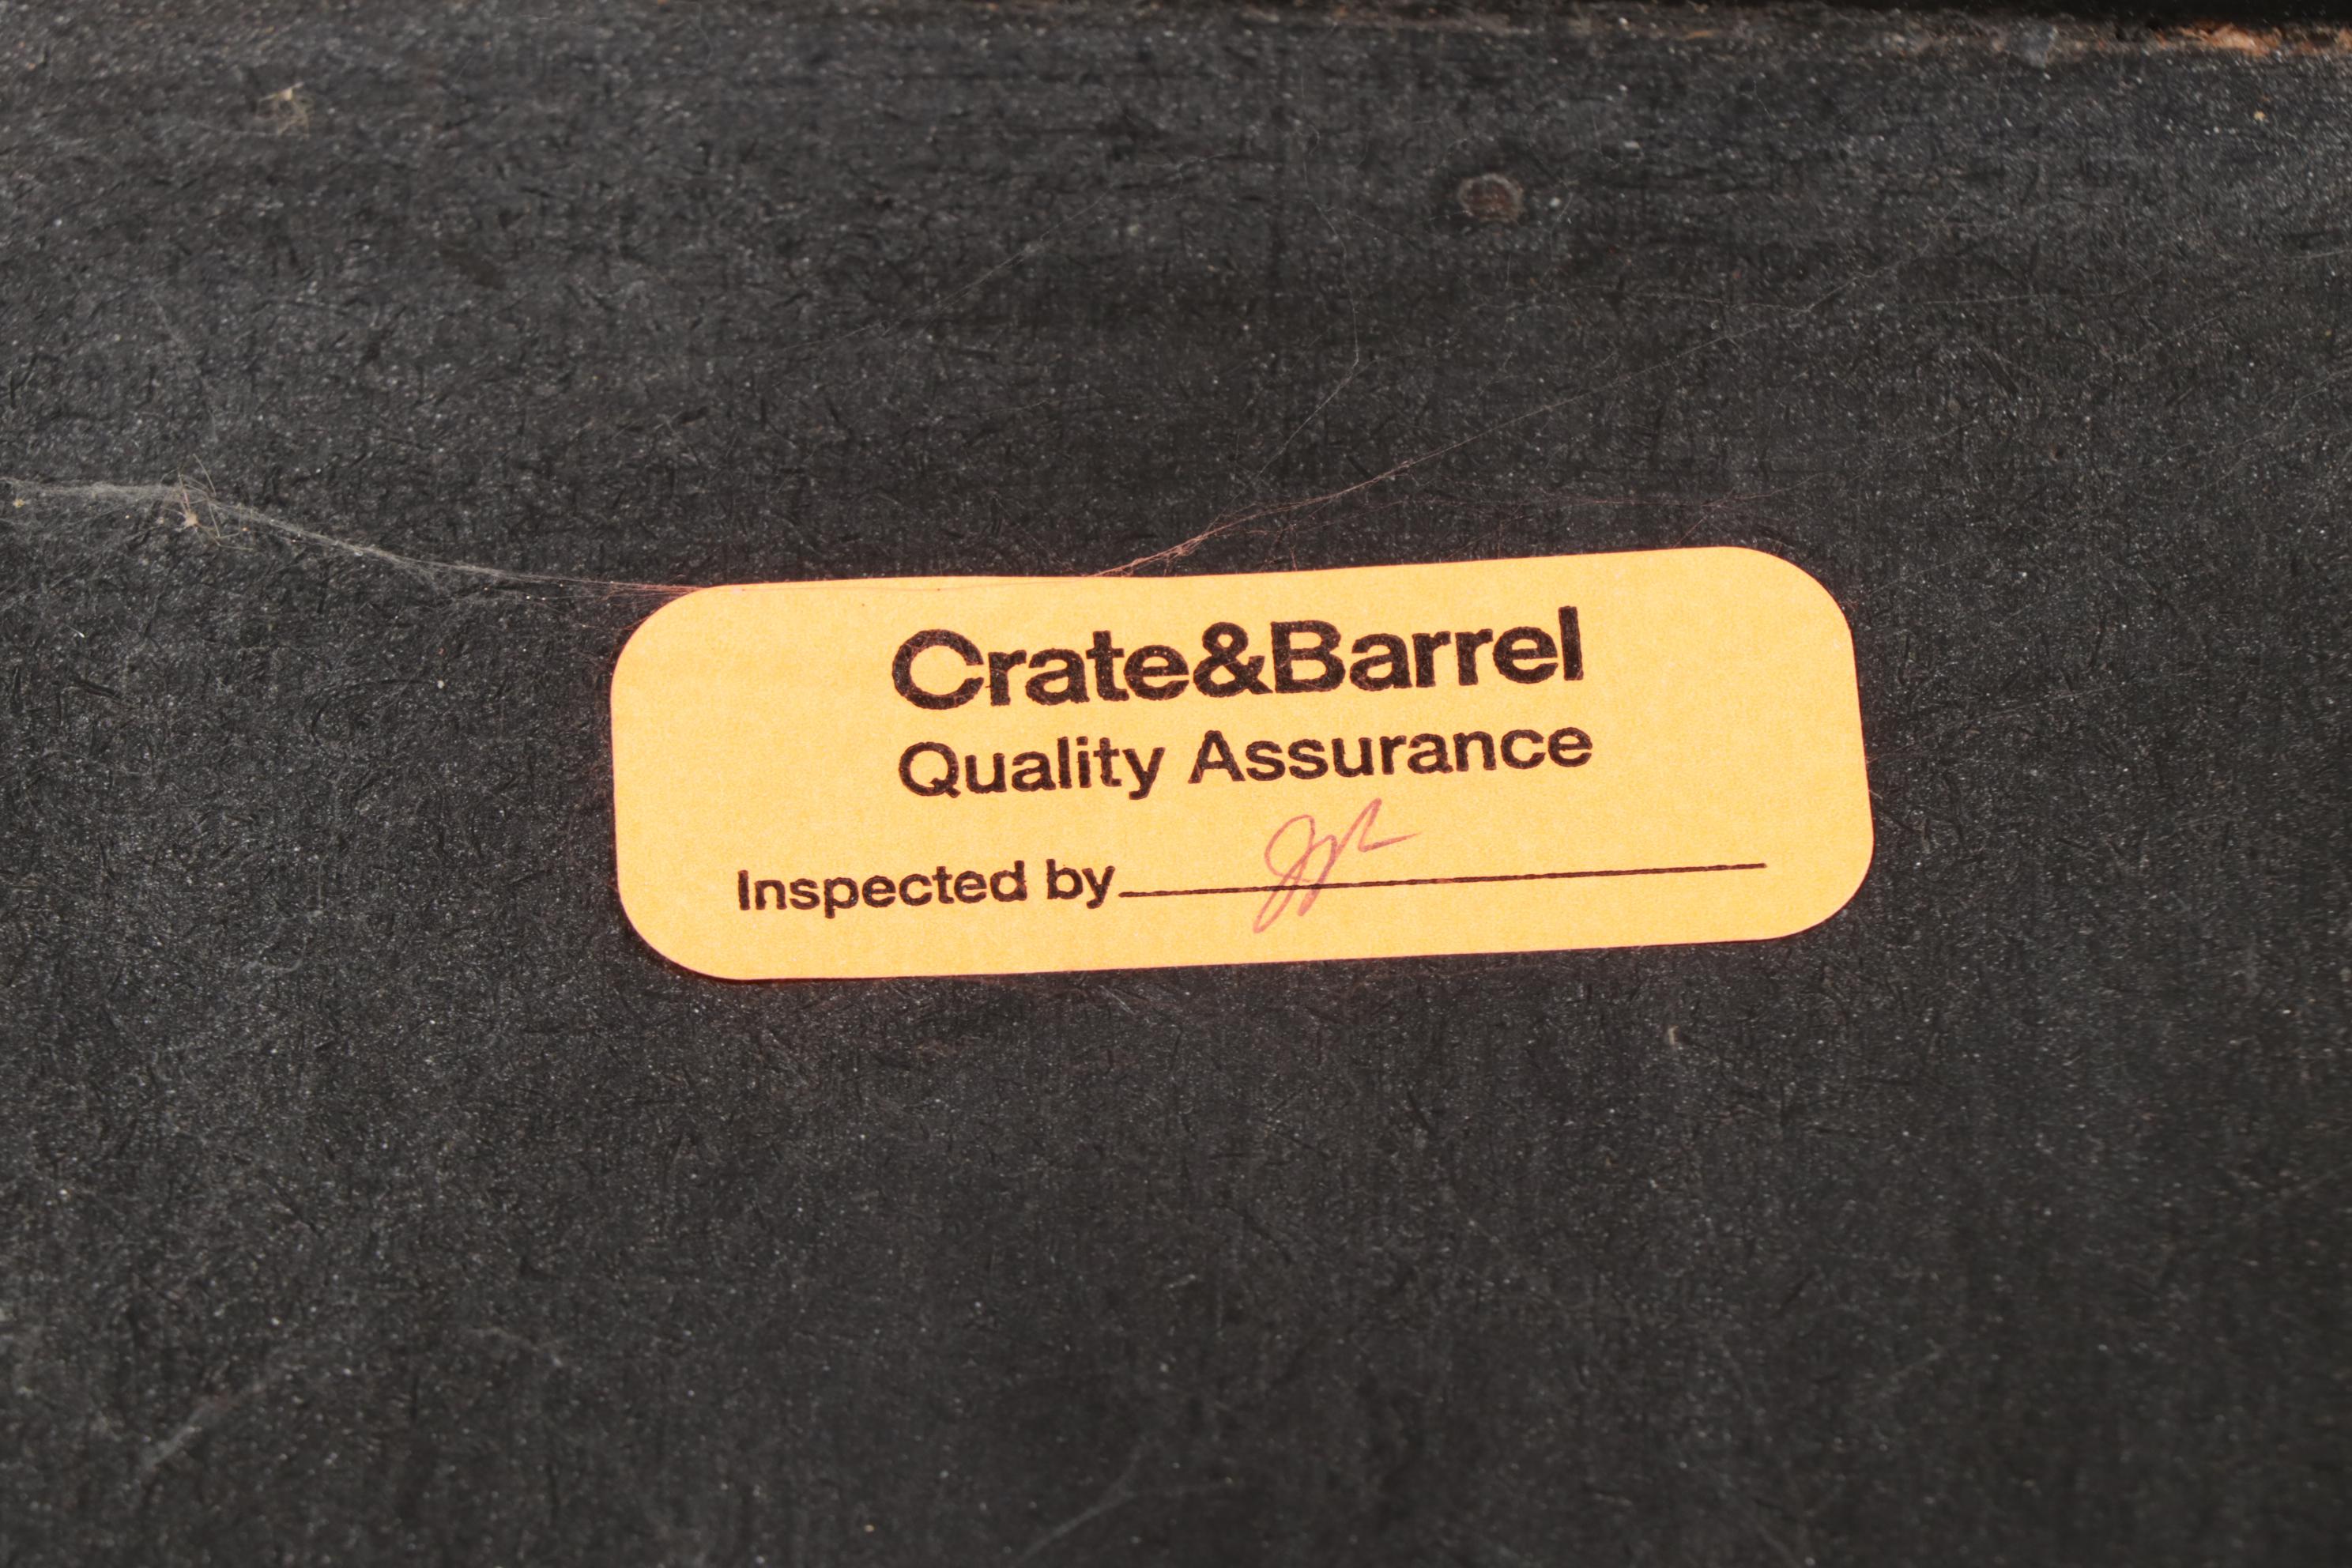 Crate&Barrel
Quality Assurance
Inspected by